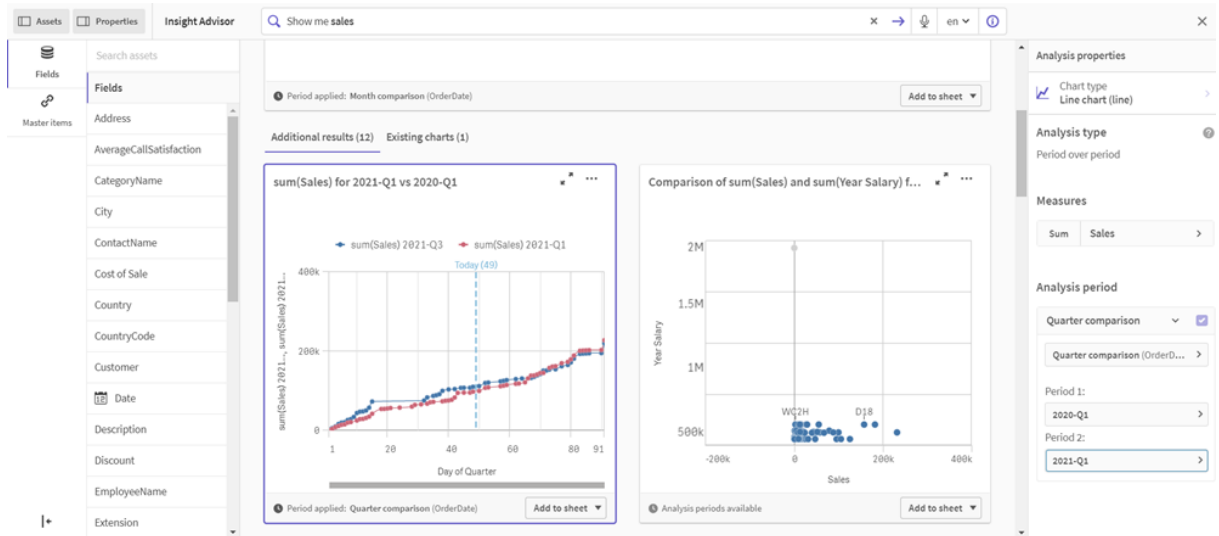 Assets
Properties
Insight Advisor
Show me sales
en
Fields
Master items
Search assets
Fields
Address
AverageCallSatisfaction
CategoryName
City
ContactName
Cost of Sale
Country
CountryCode
Customer
Date
Description
Discount
EmployeeName
Extension
Period applied: Month comparison (OrderDate)
Add to sheet
Additional results (12)
Existing charts (1)
sum(Sales) for 2021-Q1 vs 2020-Q1
sum(Sales) 2021-Q3
sum(Sales) 2021-Q1
Today (49)
sum(Sales) 2021..., sum(Sales) 2021...
400k
200k
0
1 20 40 60 80 91
Day of Quarter
Period applied: Quarter comparison (OrderDate)
Add to sheet
Comparison of sum(Sales) and sum(Year Salary) f...
Year Salary
2M
1.5M
1M
500k
WC2H
D18
-200k 0 200k 400k
Sales
Analysis periods available
Add to sheet
Analysis properties
Chart type
Line chart (line)
Analysis type
Period over period
Measures
Sum
Sales
Analysis period
Quarter comparison
Quarter comparison (OrderD...
Period 1:
2020-Q1
Period 2:
2021-Q1